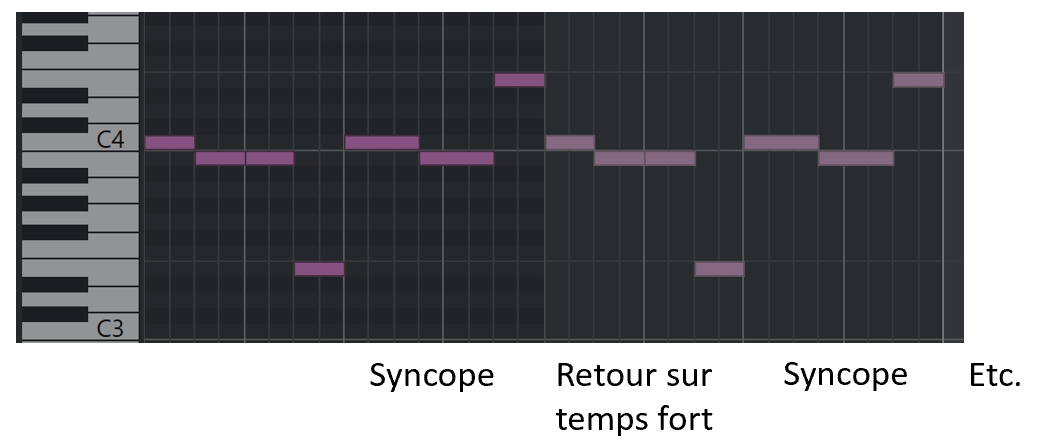 C4
C3
Syncope
Retour sur
temps fort
Syncope
Etc.